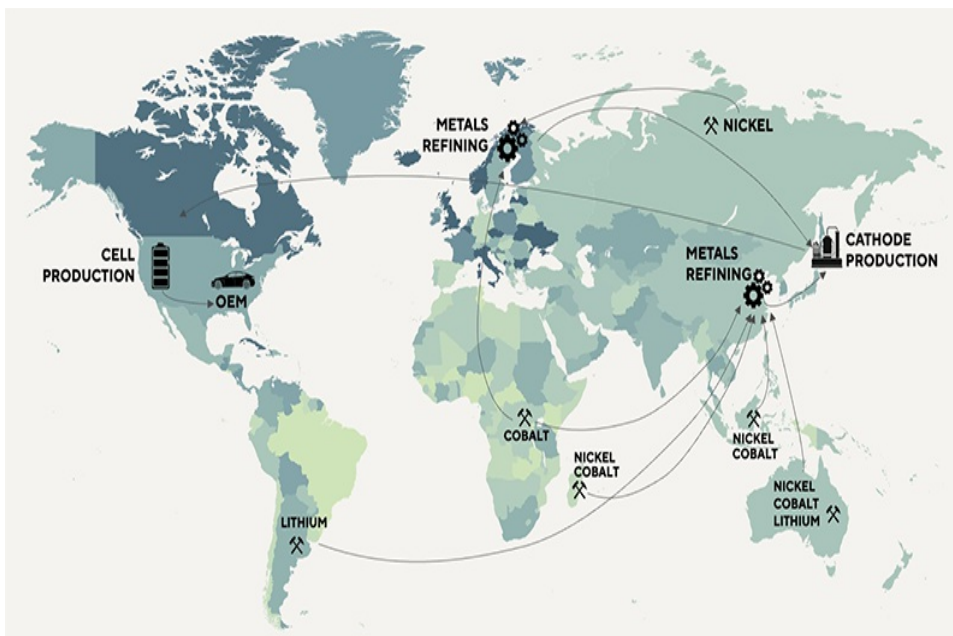 METALS
REFINING
NICKEL
CELL
PRODUCTION
OEM
METALS
REFINING
CATHODE
PRODUCTION
COBALT
NICKEL
COBALT
NICKEL
COBALT
NICKEL
COBALT
LITHIUM
LITHIUM